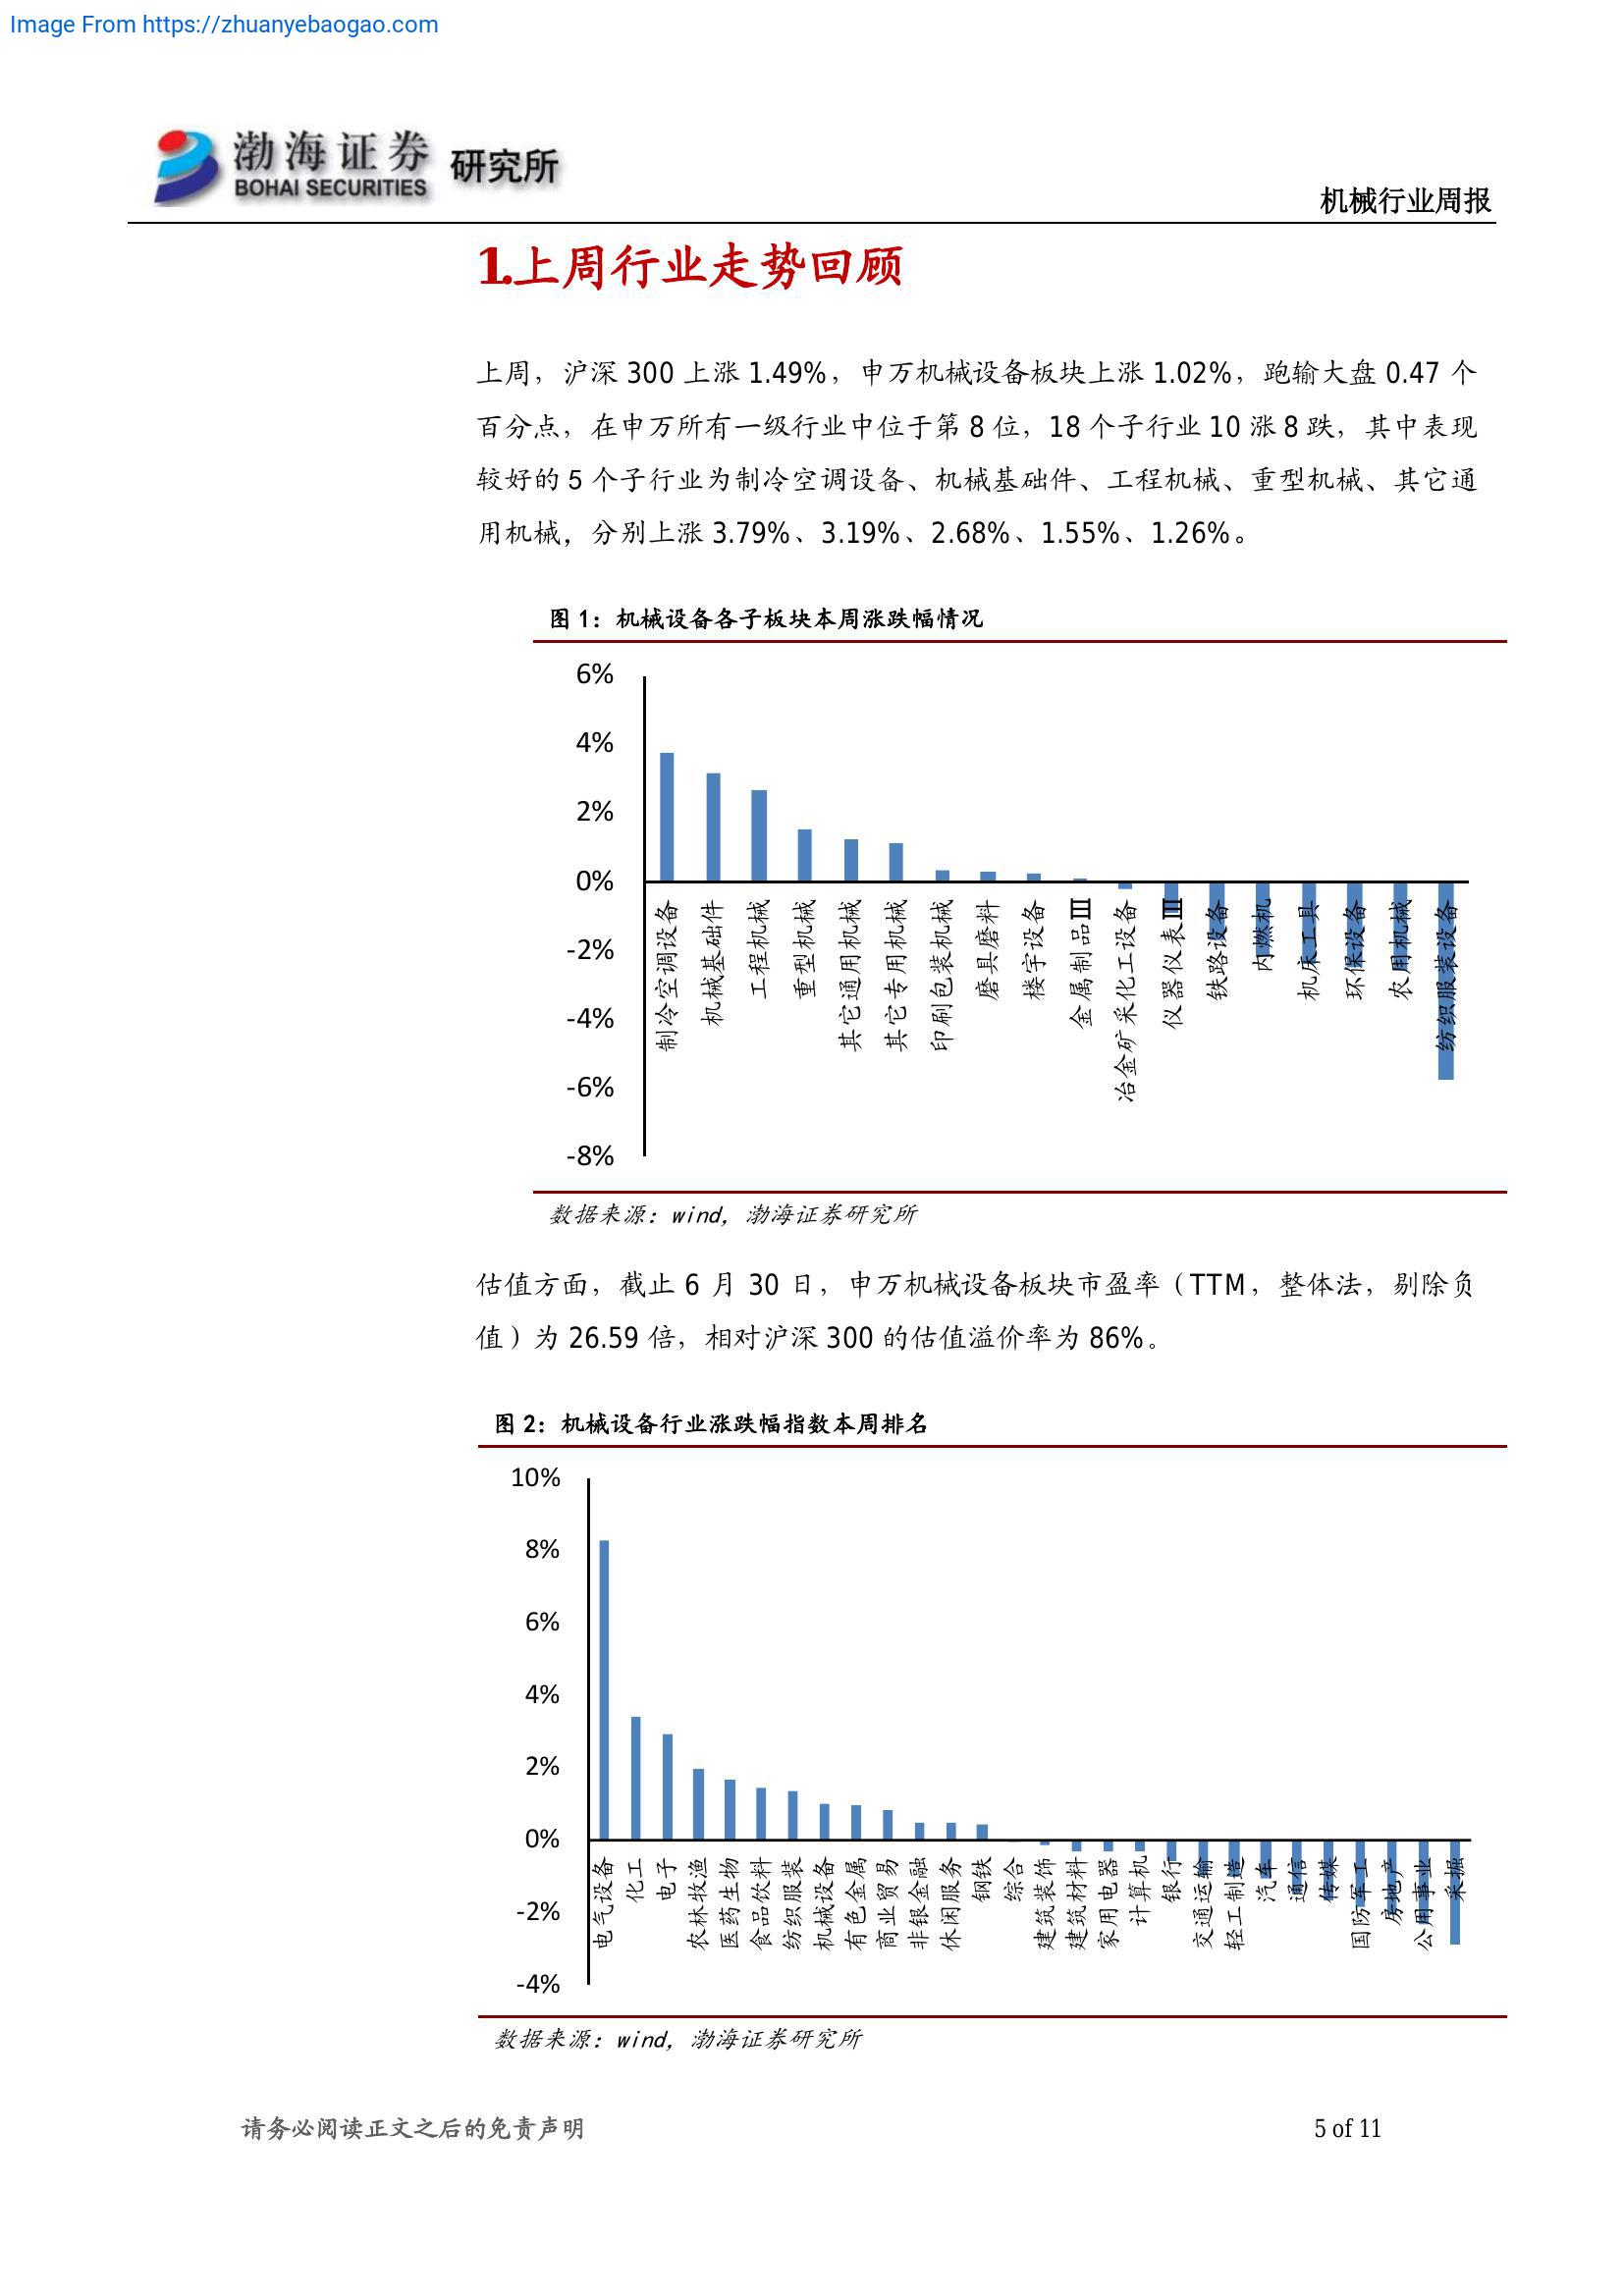 Image From https://zhuanyebaogao.com
渤海证券 研究所
BOHAI SECURITIES
机械行业周报
1.上周行业走势回顾
上周，沪深 300 上涨 1.49%，申万机械设备板块上涨 1.02%，跑输大盘 0.47 个
百分点，在申万所有一级行业中位于第 8 位，18 个子行业 10 涨 8 跌，其中表现
较好的 5 个子行业为制冷空调设备、机械基础件、工程机械、重型机械、其它通
用机械，分别上涨 3.79%、3.19%、2.68%、1.55%、1.26%。
图 1：机械设备各子板块本周涨跌幅情况
6%
4%
2%
0%
-2%
-4%
-6%
-8%
制冷空调设备
机械基础件
工程机械
重型机械
其它通用机械
其它专用机械
印刷包装机械
磨具磨料
楼宇设备
金属制品Ⅲ
冶金矿采化工设备
仪器仪表Ⅲ
铁路设备
内燃机
机床工具
环保设备
农用机械
纺织服装设备
数据来源：wind，渤海证券研究所
估值方面，截止 6 月 30 日，申万机械设备板块市盈率（TTM，整体法，剔除负
值）为 26.59 倍，相对沪深 300 的估值溢价率为 86%。
图 2：机械设备行业涨跌幅指数本周排名
10%
8%
6%
4%
2%
0%
-2%
-4%
电气设备
化工
电子
农林牧渔
医药生物
食品饮料
纺织服装
机械设备
有色金属
商业贸易
非银金融
休闲服务
钢铁
综合
建筑装饰
建筑材料
家用电器
计算机
银行
交通运输
轻工制造
汽车
通信
传媒
国防军工
房地产
公用事业
采掘
数据来源：wind，渤海证券研究所
请务必阅读正文之后的免责声明
5 of 11